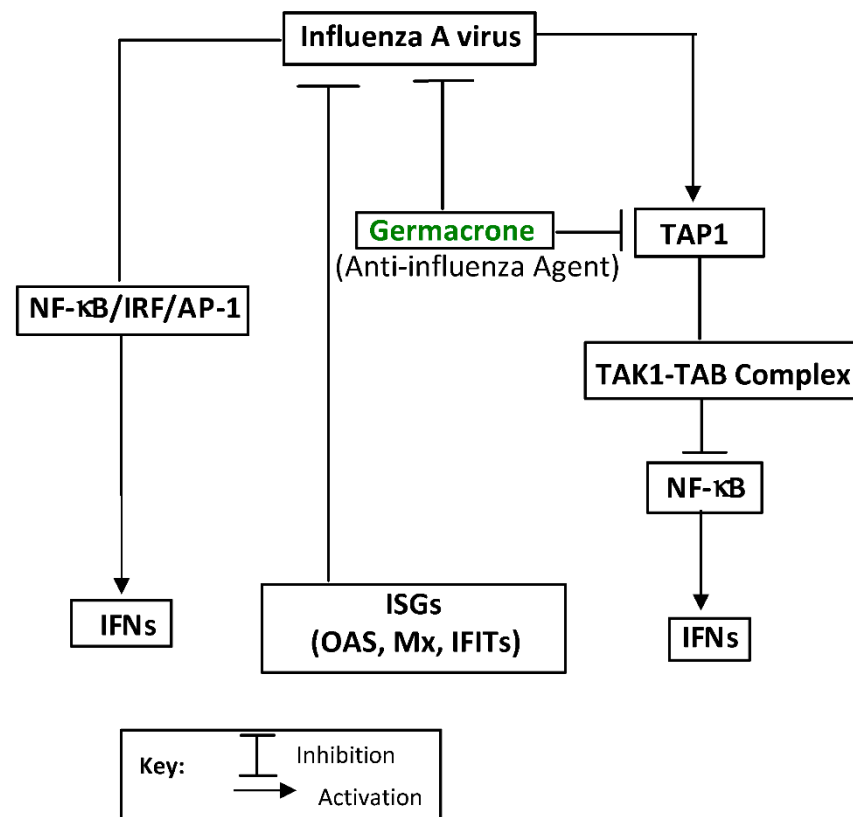 Influenza A virus
Germacrone
(Anti-influenza Agent)
TAP1
NF-κB/IRF/AP-1
TAK1-TAB Complex
NF-κB
IFNs
ISGs
(OAS, Mx, IFITs)
IFNs
Key:
Inhibition
Activation